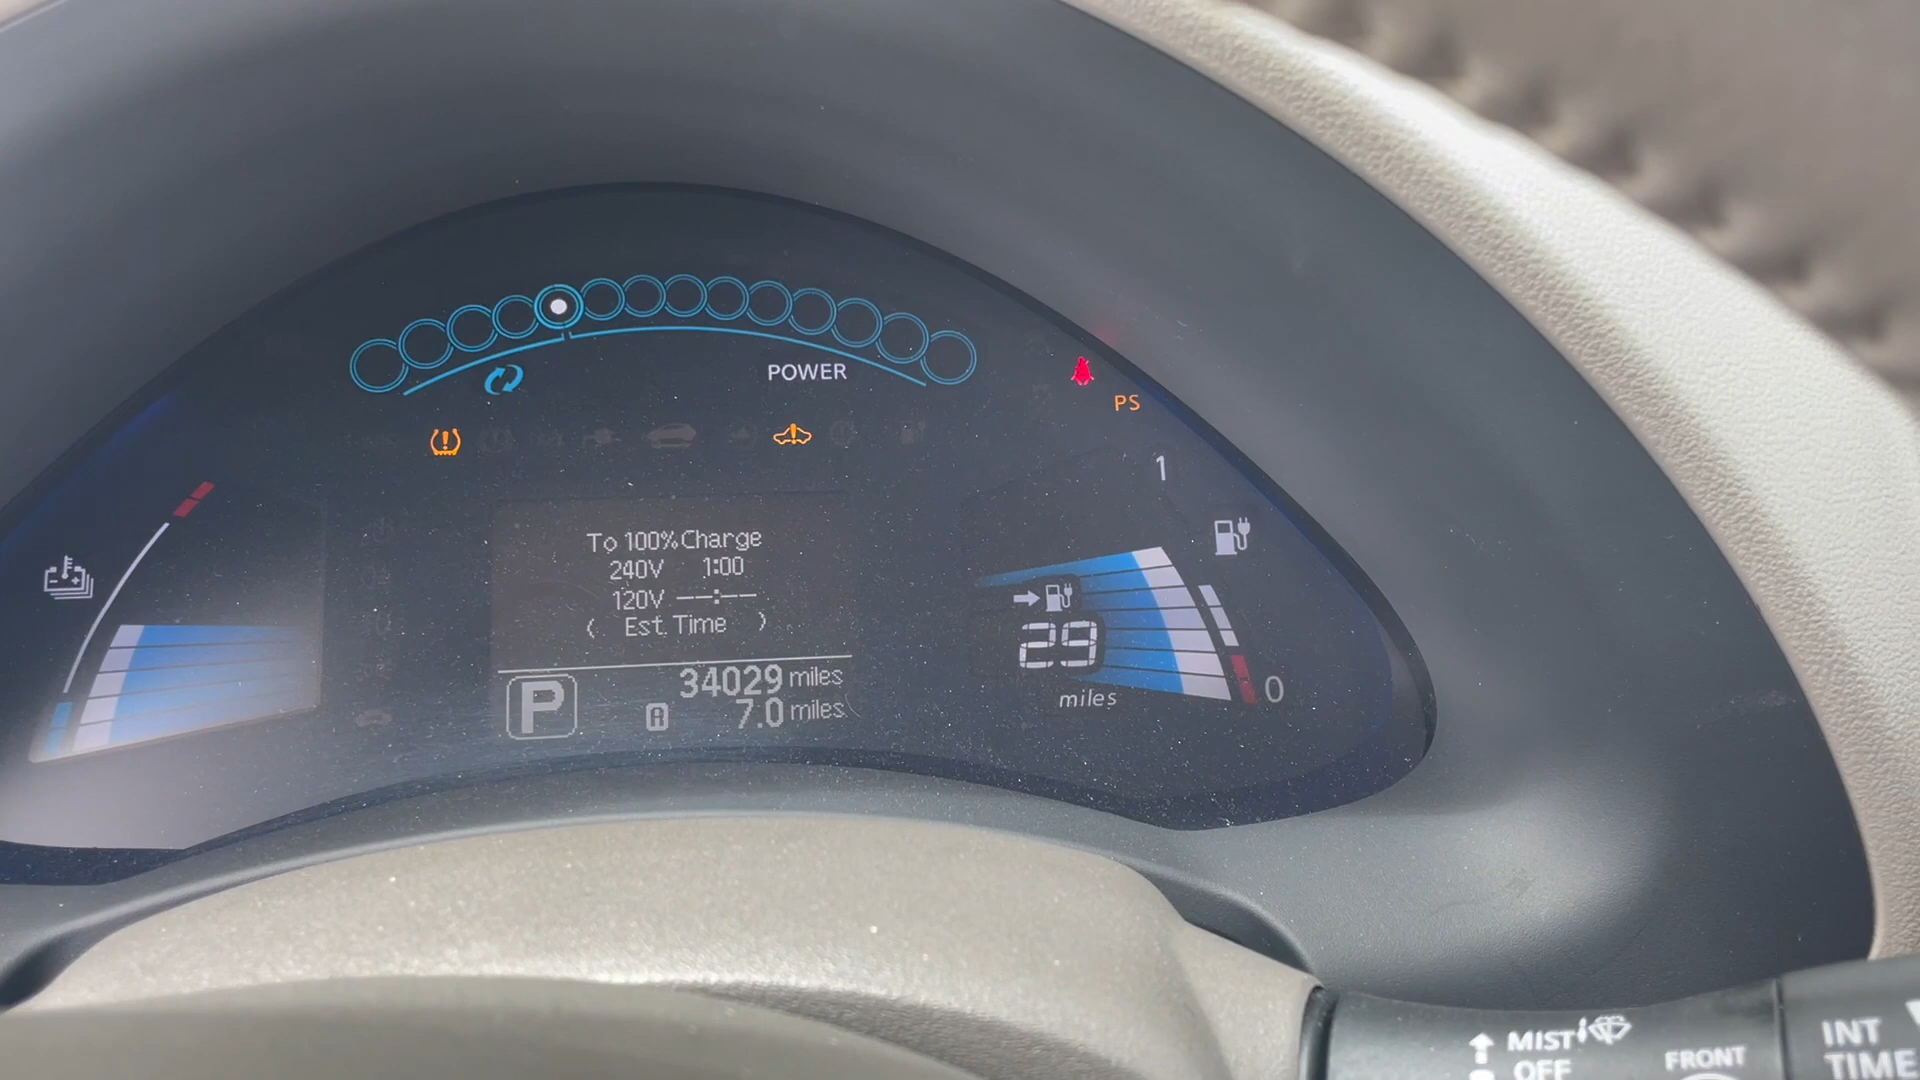 POWER
PS
1
To 100% Charge
240V 1:00
120V --:--
( Est. Time )
29
miles
0
34029 miles
P
A 7.0 miles
MIST
OFF
FRONT
INT
TIME